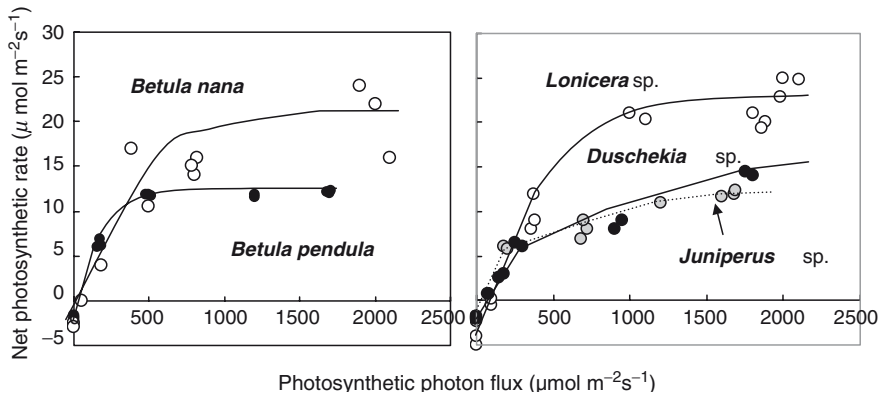 Net photosynthetic rate (μ mol m⁻²s⁻¹)
30
25
20
15
10
5
0
−5
Betula nana
Betula pendula
500
1000
1500
2000
2500
Lonicera sp.
Duschekia sp.
Juniperus sp.
0
500
1000
1500
2000
2500
Photosynthetic photon flux (μmol m⁻²s⁻¹)